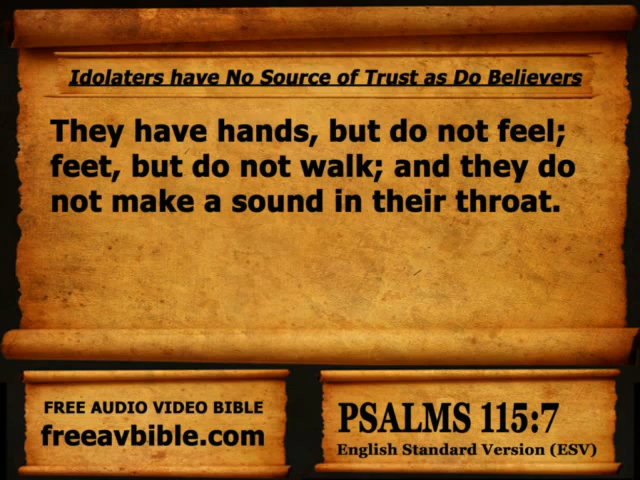 Idolaters have No Source of Trust as Do Believers
They have hands, but do not feel;
feet, but do not walk; and they do
not make a sound in their throat.
FREE AUDIO VIDEO BIBLE
freeavbible.com
PSALMS 115:7
English Standard Version (ESV)